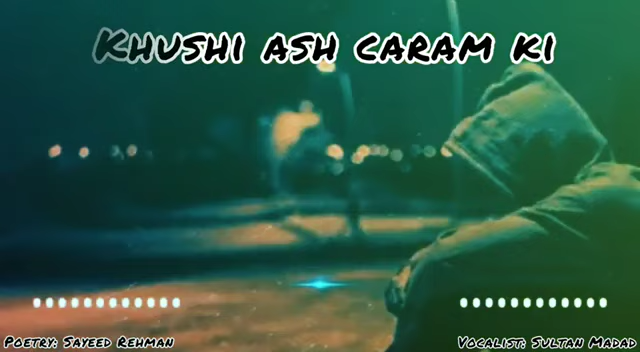 Khushi ash caram ki
Poetry: Sayeed Rehman
Vocalist: Sultan Madad